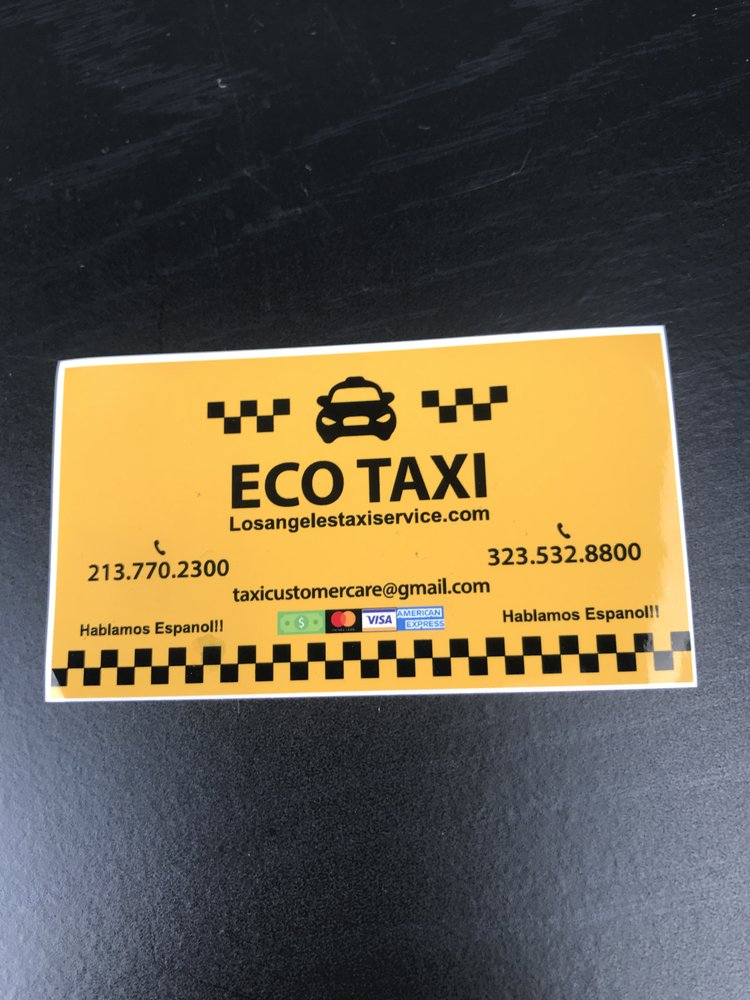 ECO TAXI
Losangelestaxiservice.com
213.770.2300
323.532.8800
taxicustomercare@gmail.com
Hablamos Espanol!!
$
VISA
AMERICAN
EXPRESS
Hablamos Espanol!!